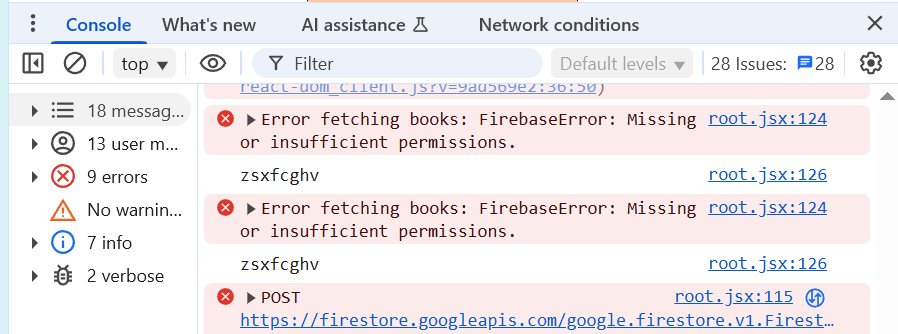 Console What's new AI assistance Network conditions
top Filter Default levels 28 Issues: 28
18 messag...
13 user m...
9 errors
No warnin...
7 info
2 verbose
react-dom_client.js?v=9ad569e2:36:50)
Error fetching books: FirebaseError: Missing root.jsx:124
or insufficient permissions.
zsxfcghv root.jsx:126
Error fetching books: FirebaseError: Missing root.jsx:124
or insufficient permissions.
zsxfcghv root.jsx:126
POST root.jsx:115
https://firestore.googleapis.com/google.firestore.v1.Firest…